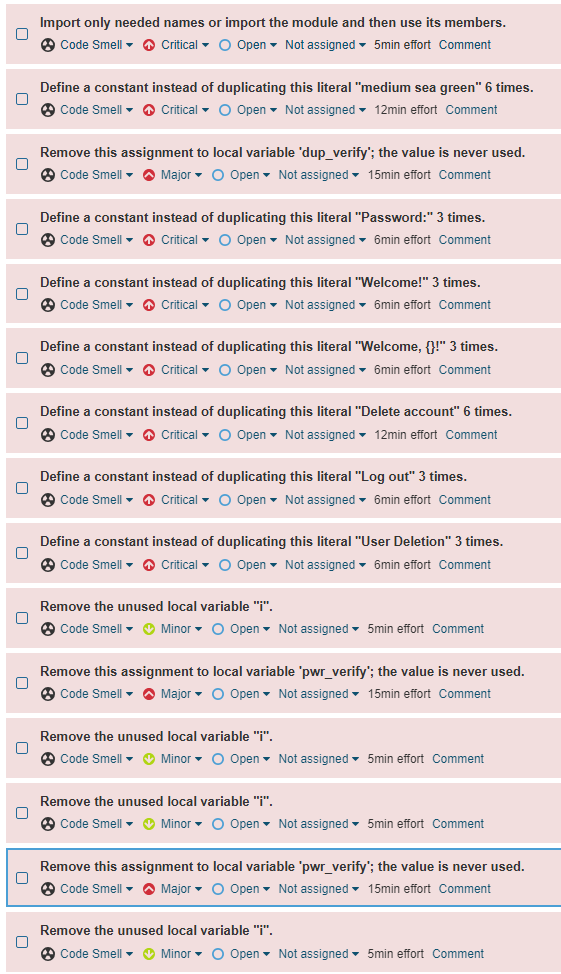 Import only needed names or import the module and then use its members.
Code Smell Critical Open Not assigned 5min effort Comment
Define a constant instead of duplicating this literal "medium sea green" 6 times.
Code Smell Critical Open Not assigned 12min effort Comment
Remove this assignment to local variable 'dup_verify'; the value is never used.
Code Smell Major Open Not assigned 15min effort Comment
Define a constant instead of duplicating this literal "Password:" 3 times.
Code Smell Critical Open Not assigned 6min effort Comment
Define a constant instead of duplicating this literal "Welcome!" 3 times.
Code Smell Critical Open Not assigned 6min effort Comment
Define a constant instead of duplicating this literal "Welcome, {}!" 3 times.
Code Smell Critical Open Not assigned 6min effort Comment
Define a constant instead of duplicating this literal "Delete account" 6 times.
Code Smell Critical Open Not assigned 12min effort Comment
Define a constant instead of duplicating this literal "Log out" 3 times.
Code Smell Critical Open Not assigned 6min effort Comment
Define a constant instead of duplicating this literal "User Deletion" 3 times.
Code Smell Critical Open Not assigned 6min effort Comment
Remove the unused local variable "i".
Code Smell Minor Open Not assigned 5min effort Comment
Remove this assignment to local variable 'pwr_verify'; the value is never used.
Code Smell Major Open Not assigned 15min effort Comment
Remove the unused local variable "i".
Code Smell Minor Open Not assigned 5min effort Comment
Remove the unused local variable "i".
Code Smell Minor Open Not assigned 5min effort Comment
Remove this assignment to local variable 'pwr_verify'; the value is never used.
Code Smell Major Open Not assigned 15min effort Comment
Remove the unused local variable "i".
Code Smell Minor Open Not assigned 5min effort Comment